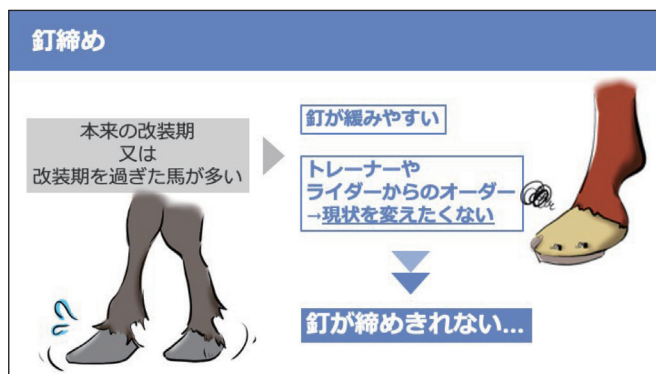 釘締め
本来の改装期
又は
改装期を過ぎた馬が多い
釘が緩みやすい
トレーナーや
ライダーからのオーダー
→現状を変えたくない
釘が締めきれない…